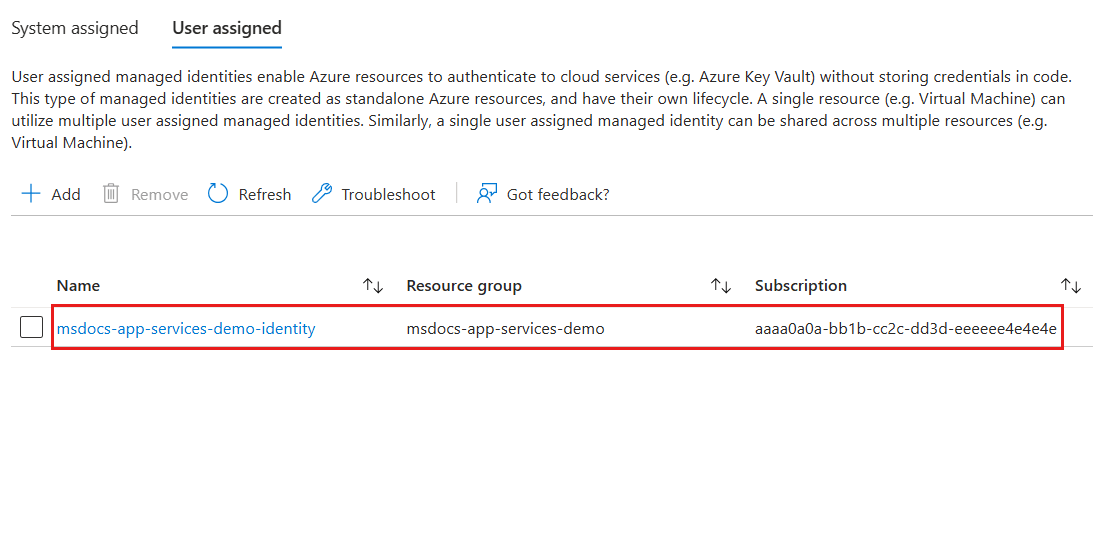 System assigned User assigned
User assigned managed identities enable Azure resources to authenticate to cloud services (e.g. Azure Key Vault) without storing credentials in code.
This type of managed identities are created as standalone Azure resources, and have their own lifecycle. A single resource (e.g. Virtual Machine) can
utilize multiple user assigned managed identities. Similarly, a single user assigned managed identity can be shared across multiple resources (e.g.
Virtual Machine).
Add Remove Refresh Troubleshoot Got feedback?
Name Resource group Subscription
msdocs-app-services-demo-identity msdocs-app-services-demo aaaa0a0a-bb1b-cc2c-dd3d-eeeeee4e4e4e